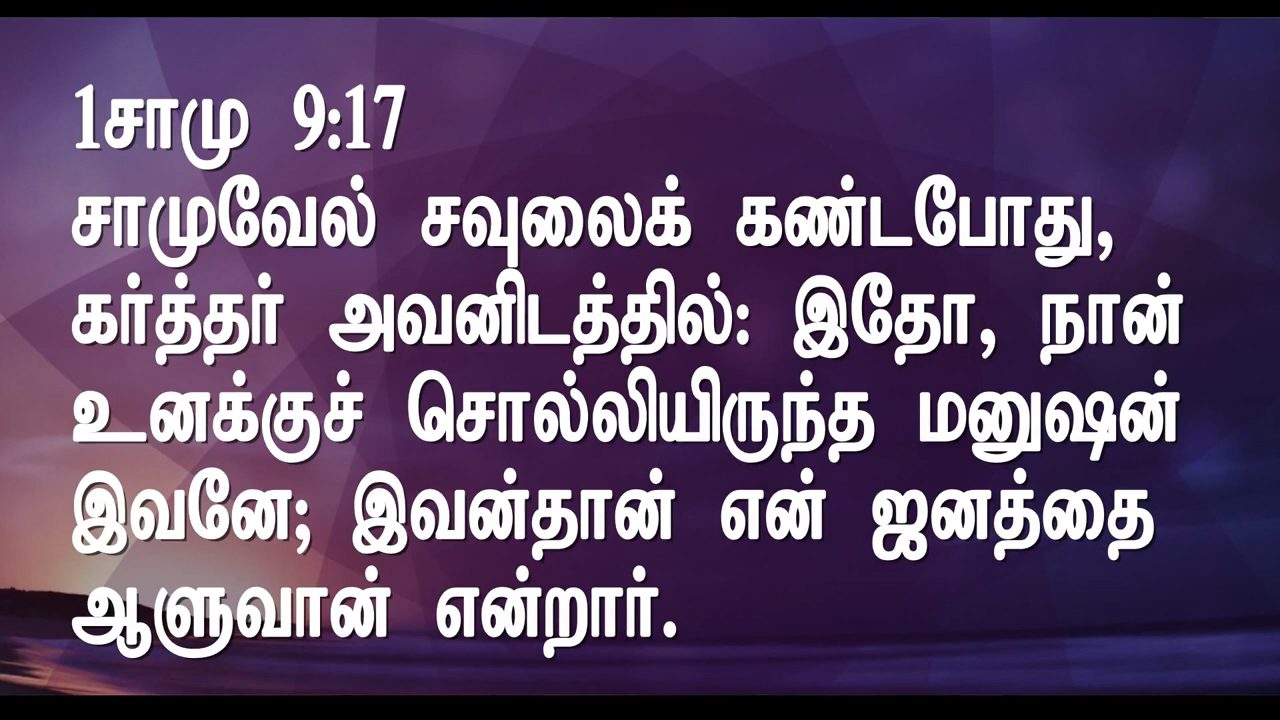 1சாமு 9:17
சாமுவேல் சவுலைக் கண்டபோது,
கர்த்தர் அவனிடத்தில்: இதோ, நான்
உனக்குச் சொல்லியிருந்த மனுஷன்
இவனே; இவன்தான் என் ஜனத்தை
ஆளுவான் என்றார்.